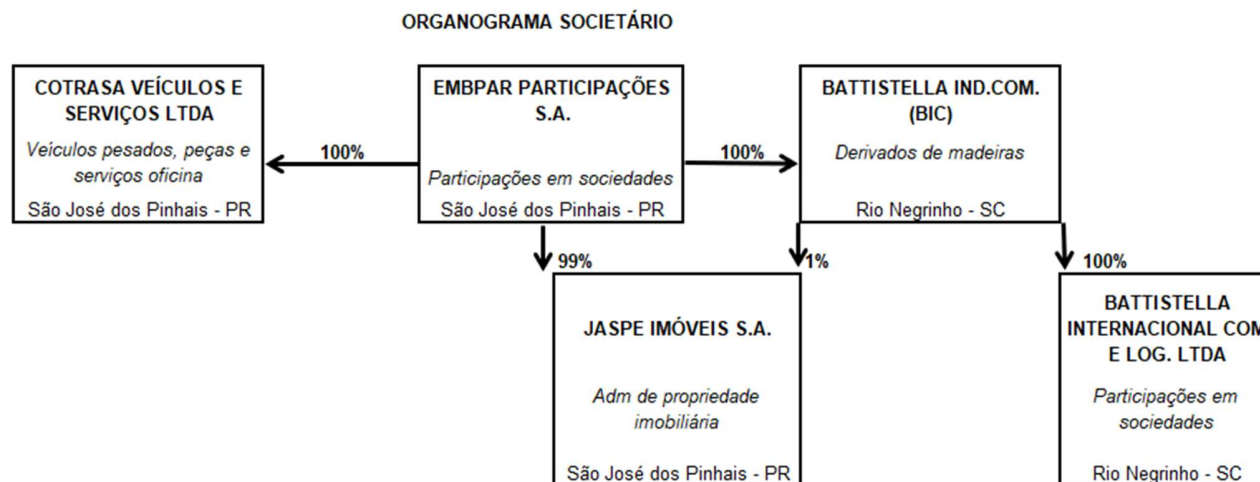 ORGANOGRAMA SOCIETÁRIO
COTRASA VEÍCULOS E
SERVIÇOS LTDA
Veículos pesados, peças e
serviços oficina
São José dos Pinhais - PR
100%
EMBPAR PARTICIPAÇÕES
S.A.
Participações em sociedades
São José dos Pinhais - PR
100%
BATTISTELLA IND.COM.
(BIC)
Derivados de madeiras
Rio Negrinho - SC
99%
1%
100%
JASPE IMÓVEIS S.A.
Adm de propriedade
imobiliária
São José dos Pinhais - PR
BATTISTELLA
INTERNACIONAL COM
E LOG. LTDA
Participações em
sociedades
Rio Negrinho - SC